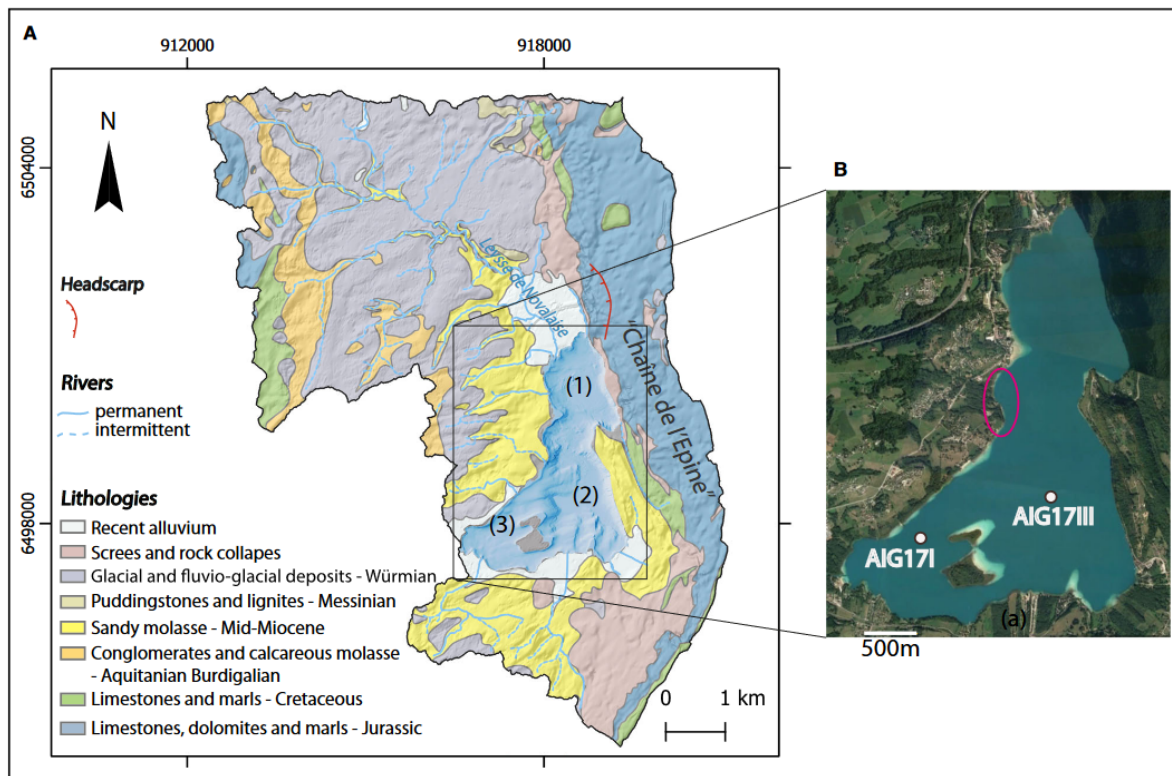 A
912000
918000
N
6504000
6498000
Headscarp
Rivers
permanent
intermittent
Lithologies
Recent alluvium
Screes and rock collapes
Glacial and fluvio-glacial deposits - Würmian
Puddingstones and lignites - Messinian
Sandy molasse - Mid-Miocene
Conglomerates and calcareous molasse
- Aquitanian Burdigalian
Limestones and marls - Cretaceous
Limestones, dolomites and marls - Jurassic
Leysse de Novalaise
"Chaîne de l'Epine"
(1)
(2)
(3)
0 1 km
B
AIG17III
AIG17I
(a)
500m